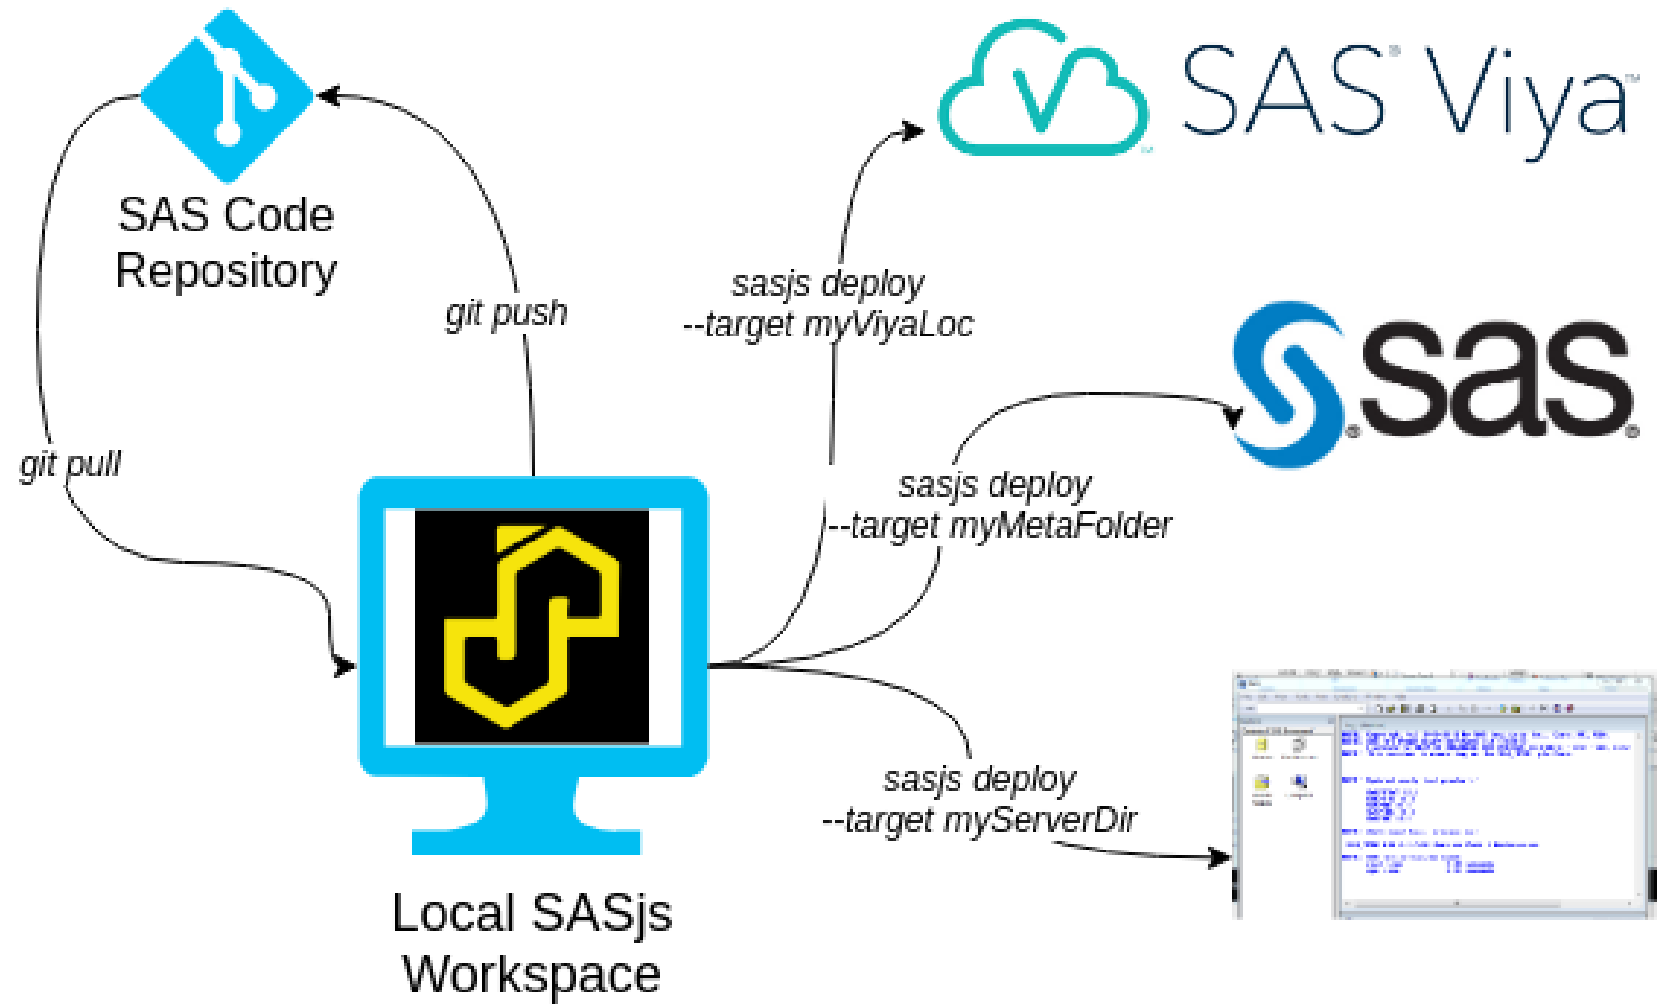 SAS® Viya™
SAS Code
Repository
git push
git pull
sasjs deploy
--target myViyaLoc
sas®
sasjs deploy
--target myMetaFolder
sasjs deploy
--target myServerDir
Local SASjs
Workspace